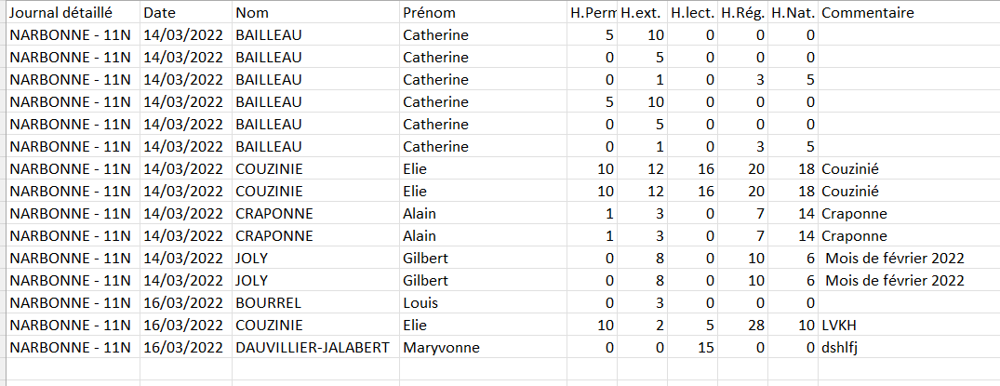 Journal détaillé Date Nom Prénom H.Perm H.ext. H.lect. H.Rég. H.Nat. Commentaire
NARBONNE - 11N 14/03/2022 BAILLEAU Catherine 5 10 0 0 0
NARBONNE - 11N 14/03/2022 BAILLEAU Catherine 0 5 0 0 0
NARBONNE - 11N 14/03/2022 BAILLEAU Catherine 0 1 0 3 5
NARBONNE - 11N 14/03/2022 BAILLEAU Catherine 5 10 0 0 0
NARBONNE - 11N 14/03/2022 BAILLEAU Catherine 0 5 0 0 0
NARBONNE - 11N 14/03/2022 BAILLEAU Catherine 0 1 0 3 5
NARBONNE - 11N 14/03/2022 COUZINIE Elie 10 12 16 20 18 Couzinié
NARBONNE - 11N 14/03/2022 COUZINIE Elie 10 12 16 20 18 Couzinié
NARBONNE - 11N 14/03/2022 CRAPONNE Alain 1 3 0 7 14 Craponne
NARBONNE - 11N 14/03/2022 CRAPONNE Alain 1 3 0 7 14 Craponne
NARBONNE - 11N 14/03/2022 JOLY Gilbert 0 8 0 10 6 Mois de février 2022
NARBONNE - 11N 14/03/2022 JOLY Gilbert 0 8 0 10 6 Mois de février 2022
NARBONNE - 11N 16/03/2022 BOURREL Louis 0 3 0 0 0
NARBONNE - 11N 16/03/2022 COUZINIE Elie 10 2 5 28 10 LVKH
NARBONNE - 11N 16/03/2022 DAUVILLIER-JALABERT Maryvonne 0 0 15 0 0 dshlfj